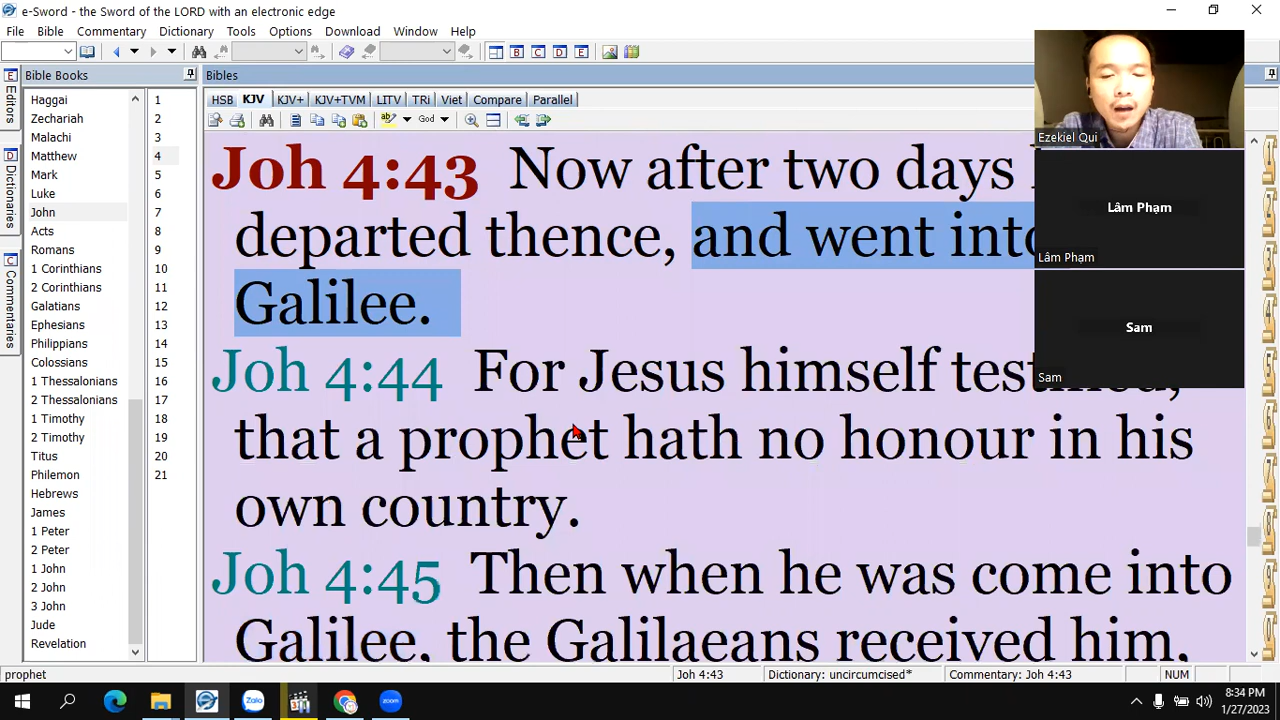 e-Sword - the Sword of the LORD with an electronic edge
File Bible Commentary Dictionary Tools Options Download Window Help
B C D E
Bible Books
Bibles
Editors
Dictionaries
Commentaries
HSB KJV KJV+ KJV+TVM LITV TRi Viet Compare Parallel
God
Haggai
Zechariah
Malachi
Matthew
Mark
Luke
John
Acts
Romans
1 Corinthians
2 Corinthians
Galatians
Ephesians
Philippians
Colossians
1 Thessalonians
2 Thessalonians
1 Timothy
2 Timothy
Titus
Philemon
Hebrews
James
1 Peter
2 Peter
1 John
2 John
3 John
Jude
Revelation
1
2
3
4
5
6
7
8
9
10
11
12
13
14
15
16
17
18
19
20
21
Joh 4:43 Now after two days
departed thence, and went into
Galilee.
Joh 4:44 For Jesus himself
that a prophet hath no honour in his
own country.
Joh 4:45 Then when he was come into
Galilee, the Galilaeans received him,
Ezekiel Qui
Lâm Phạm
Lâm Phạm
Sam
Sam
prophet
Joh 4:43
Dictionary: uncircumcised*
Commentary: Joh 4:43
NUM
Zalo
zoom
8:34 PM
1/27/2023